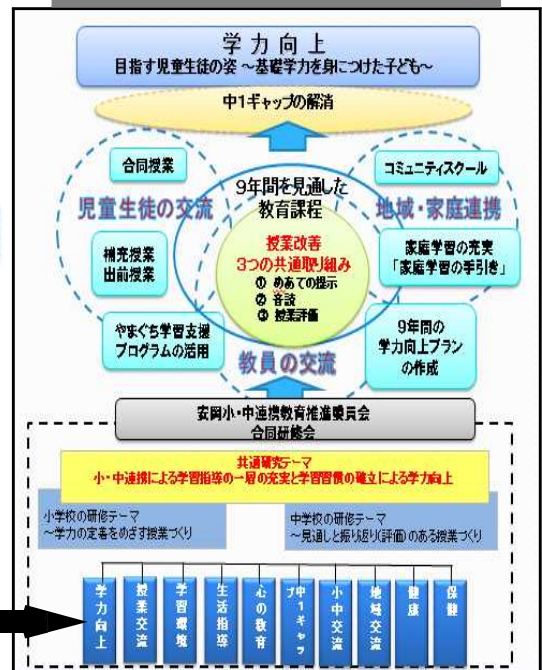 学力向上
目指す児童生徒の姿 ～基礎学力を身につけた子ども～
中1ギャップの解消
合同授業
コミュニティスクール
9年間を見通した
教育課程
児童生徒の交流
地域・家庭連携
授業改善
3つの共通取り組み
① めあての提示
② 音読
③ 授業評価
補充授業
出前授業
家庭学習の充実
「家庭学習の手引き」
やまぐち学習支援
プログラムの活用
9年間の
学力向上プラン
の作成
教員の交流
安岡小・中連携教育推進委員会
合同研修会
共通研究テーマ
小・中連携による学習指導の一層の充実と学習習慣の確立による学力向上
小学校の研修テーマ
～学力の定着をめざす授業づくり
中学校の研修テーマ
～見通しと振り返り(評価)のある授業づくり
学力向上
授業交流
学習環境
生活指導
心の教育
中1ギャップ
小中交流
地域交流
健康
保健